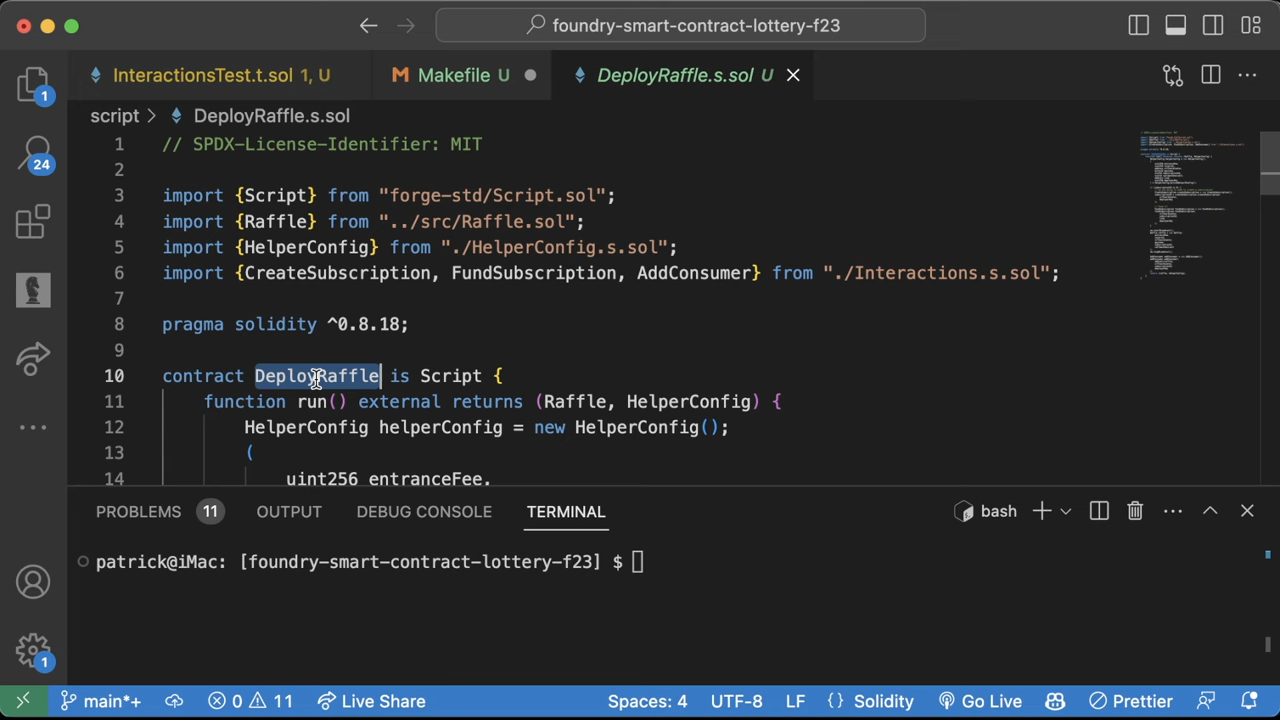 foundry-smart-contract-lottery-f23
InteractionsTest.t.sol 1, U
Makefile U
DeployRaffle.s.sol U
script > DeployRaffle.s.sol
1 // SPDX-License-Identifier: MIT
2
3 import {Script} from "forge-std/Script.sol";
4 import {Raffle} from "../src/Raffle.sol";
5 import {HelperConfig} from "./HelperConfig.s.sol";
6 import {CreateSubscription, FundSubscription, AddConsumer} from "./Interactions.s.sol";
7
8 pragma solidity ^0.8.18;
9
10 contract DeployRaffle is Script {
11 function run() external returns (Raffle, HelperConfig) {
12 HelperConfig helperConfig = new HelperConfig();
13 (
14 uint256 entranceFee,
1
24
1
PROBLEMS 11 OUTPUT DEBUG CONSOLE TERMINAL bash
patrick@iMac: [foundry-smart-contract-lottery-f23] $
main*+ 0 11 Live Share Spaces: 4 UTF-8 LF {} Solidity Go Live Prettier